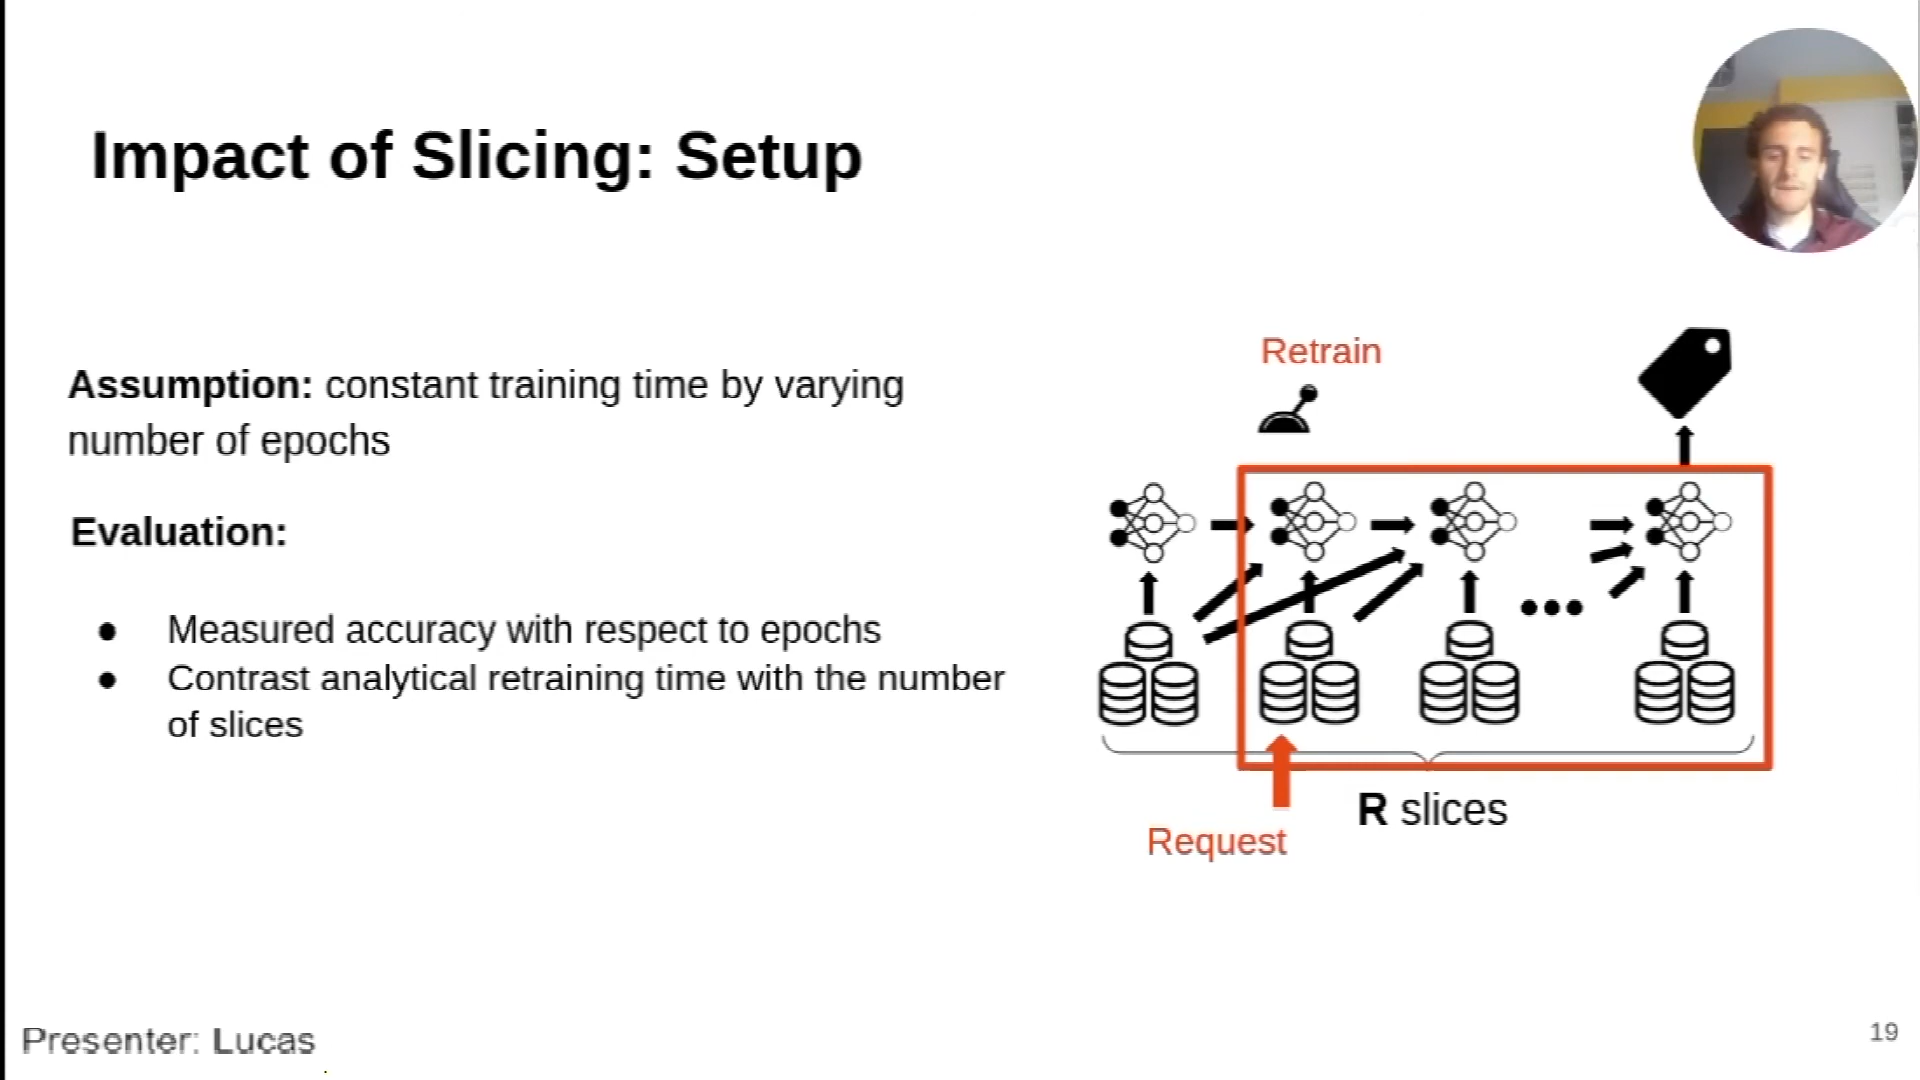 Impact of Slicing: Setup
Assumption: constant training time by varying
number of epochs
Evaluation:
● Measured accuracy with respect to epochs
● Contrast analytical retraining time with the number
of slices
Retrain
R slices
Request
Presenter: Lucas
19